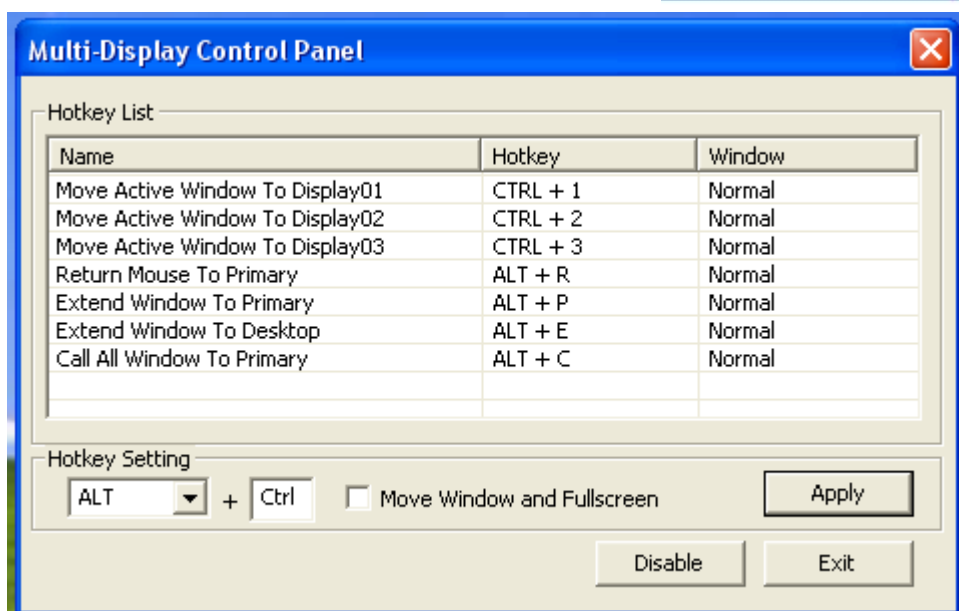 Multi-Display Control Panel
Hotkey List
Name Hotkey Window
Move Active Window To Display01 CTRL + 1 Normal
Move Active Window To Display02 CTRL + 2 Normal
Move Active Window To Display03 CTRL + 3 Normal
Return Mouse To Primary ALT + R Normal
Extend Window To Primary ALT + P Normal
Extend Window To Desktop ALT + E Normal
Call All Window To Primary ALT + C Normal
Hotkey Setting
ALT + Ctrl Move Window and Fullscreen Apply
Disable Exit